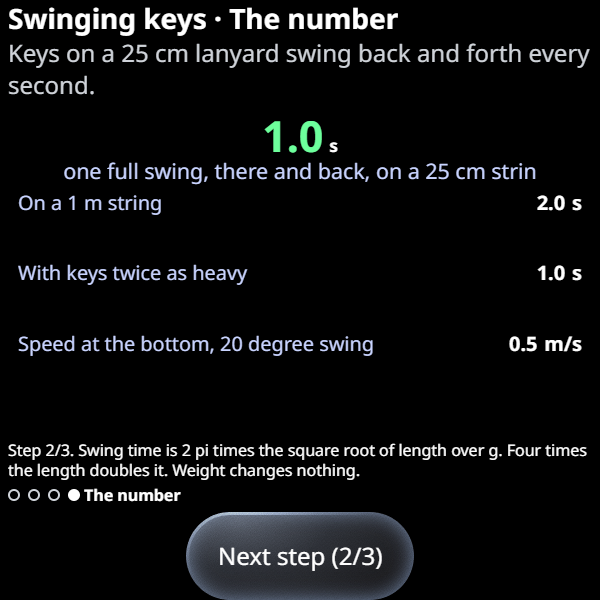 Swinging keys · The number
Keys on a 25 cm lanyard swing back and forth every
second.
1.0 s
one full swing, there and back, on a 25 cm strin
On a 1 m string 2.0 s
With keys twice as heavy 1.0 s
Speed at the bottom, 20 degree swing 0.5 m/s
Step 2/3. Swing time is 2 pi times the square root of length over g. Four times
the length doubles it. Weight changes nothing.
The number
Next step (2/3)